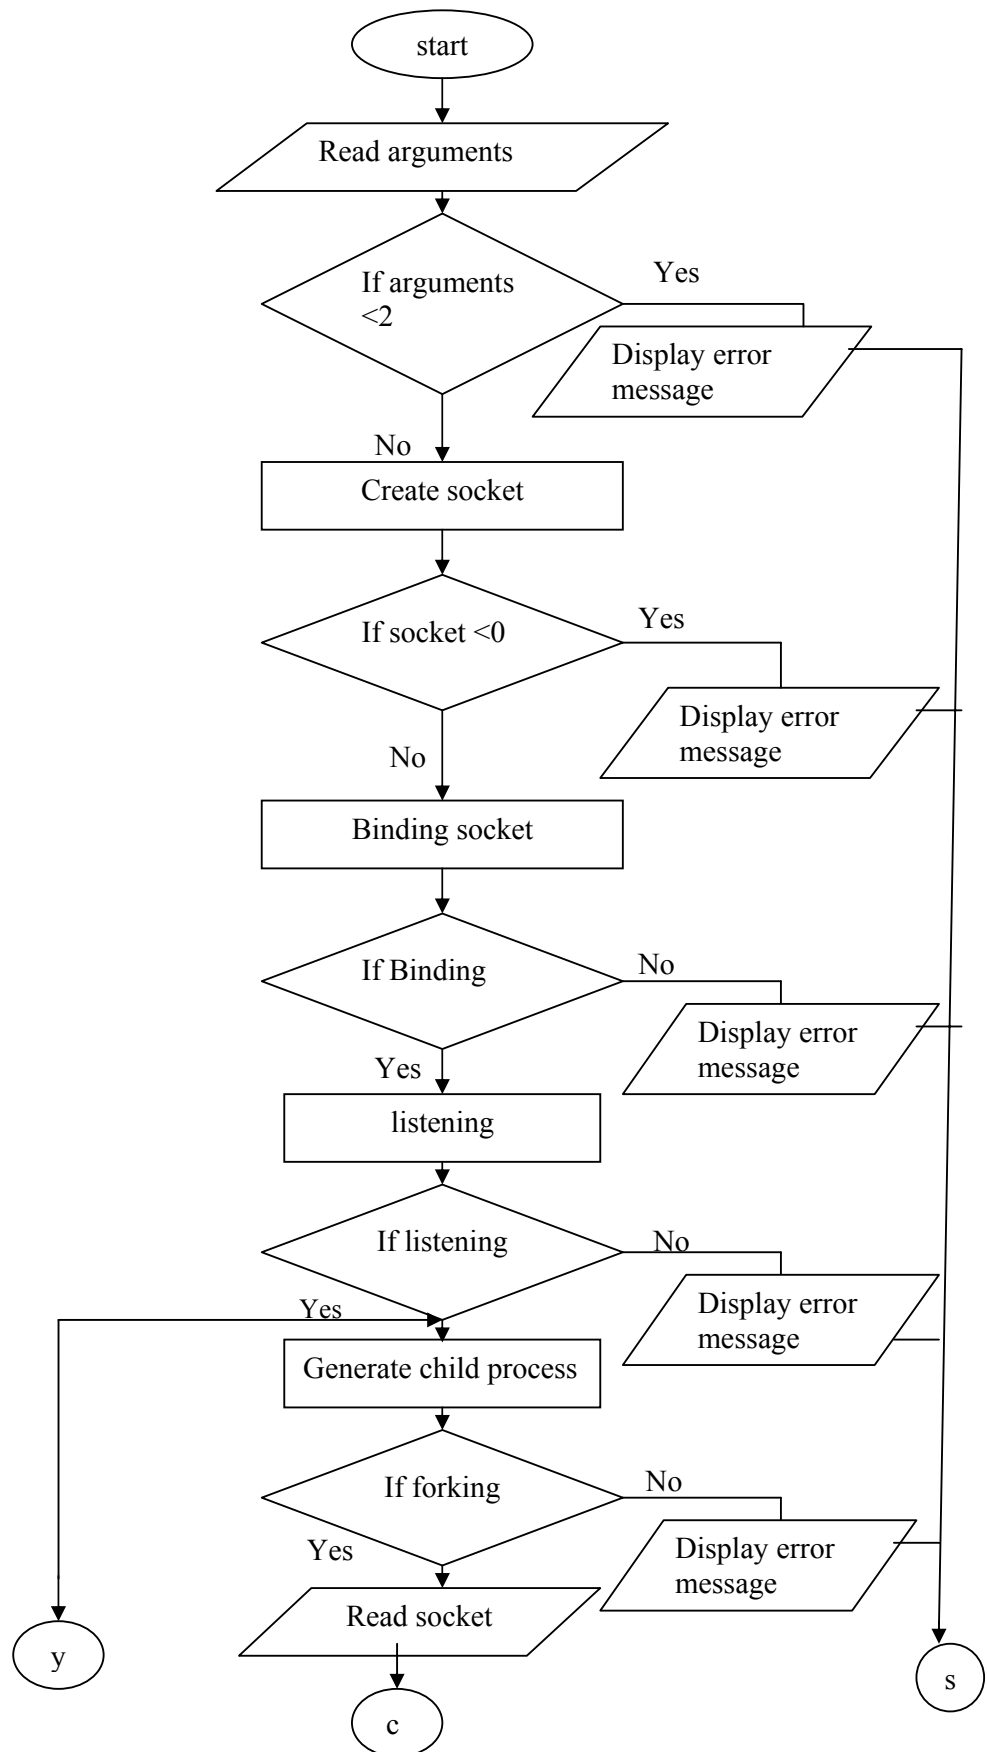 start
Read arguments
If arguments
<2
Yes
Display error
message
No
Create socket
If socket <0
Yes
Display error
message
No
Binding socket
If Binding
No
Display error
message
Yes
listening
If listening
No
Display error
message
Yes
Generate child process
If forking
No
Display error
message
Yes
Read socket
y
s
c